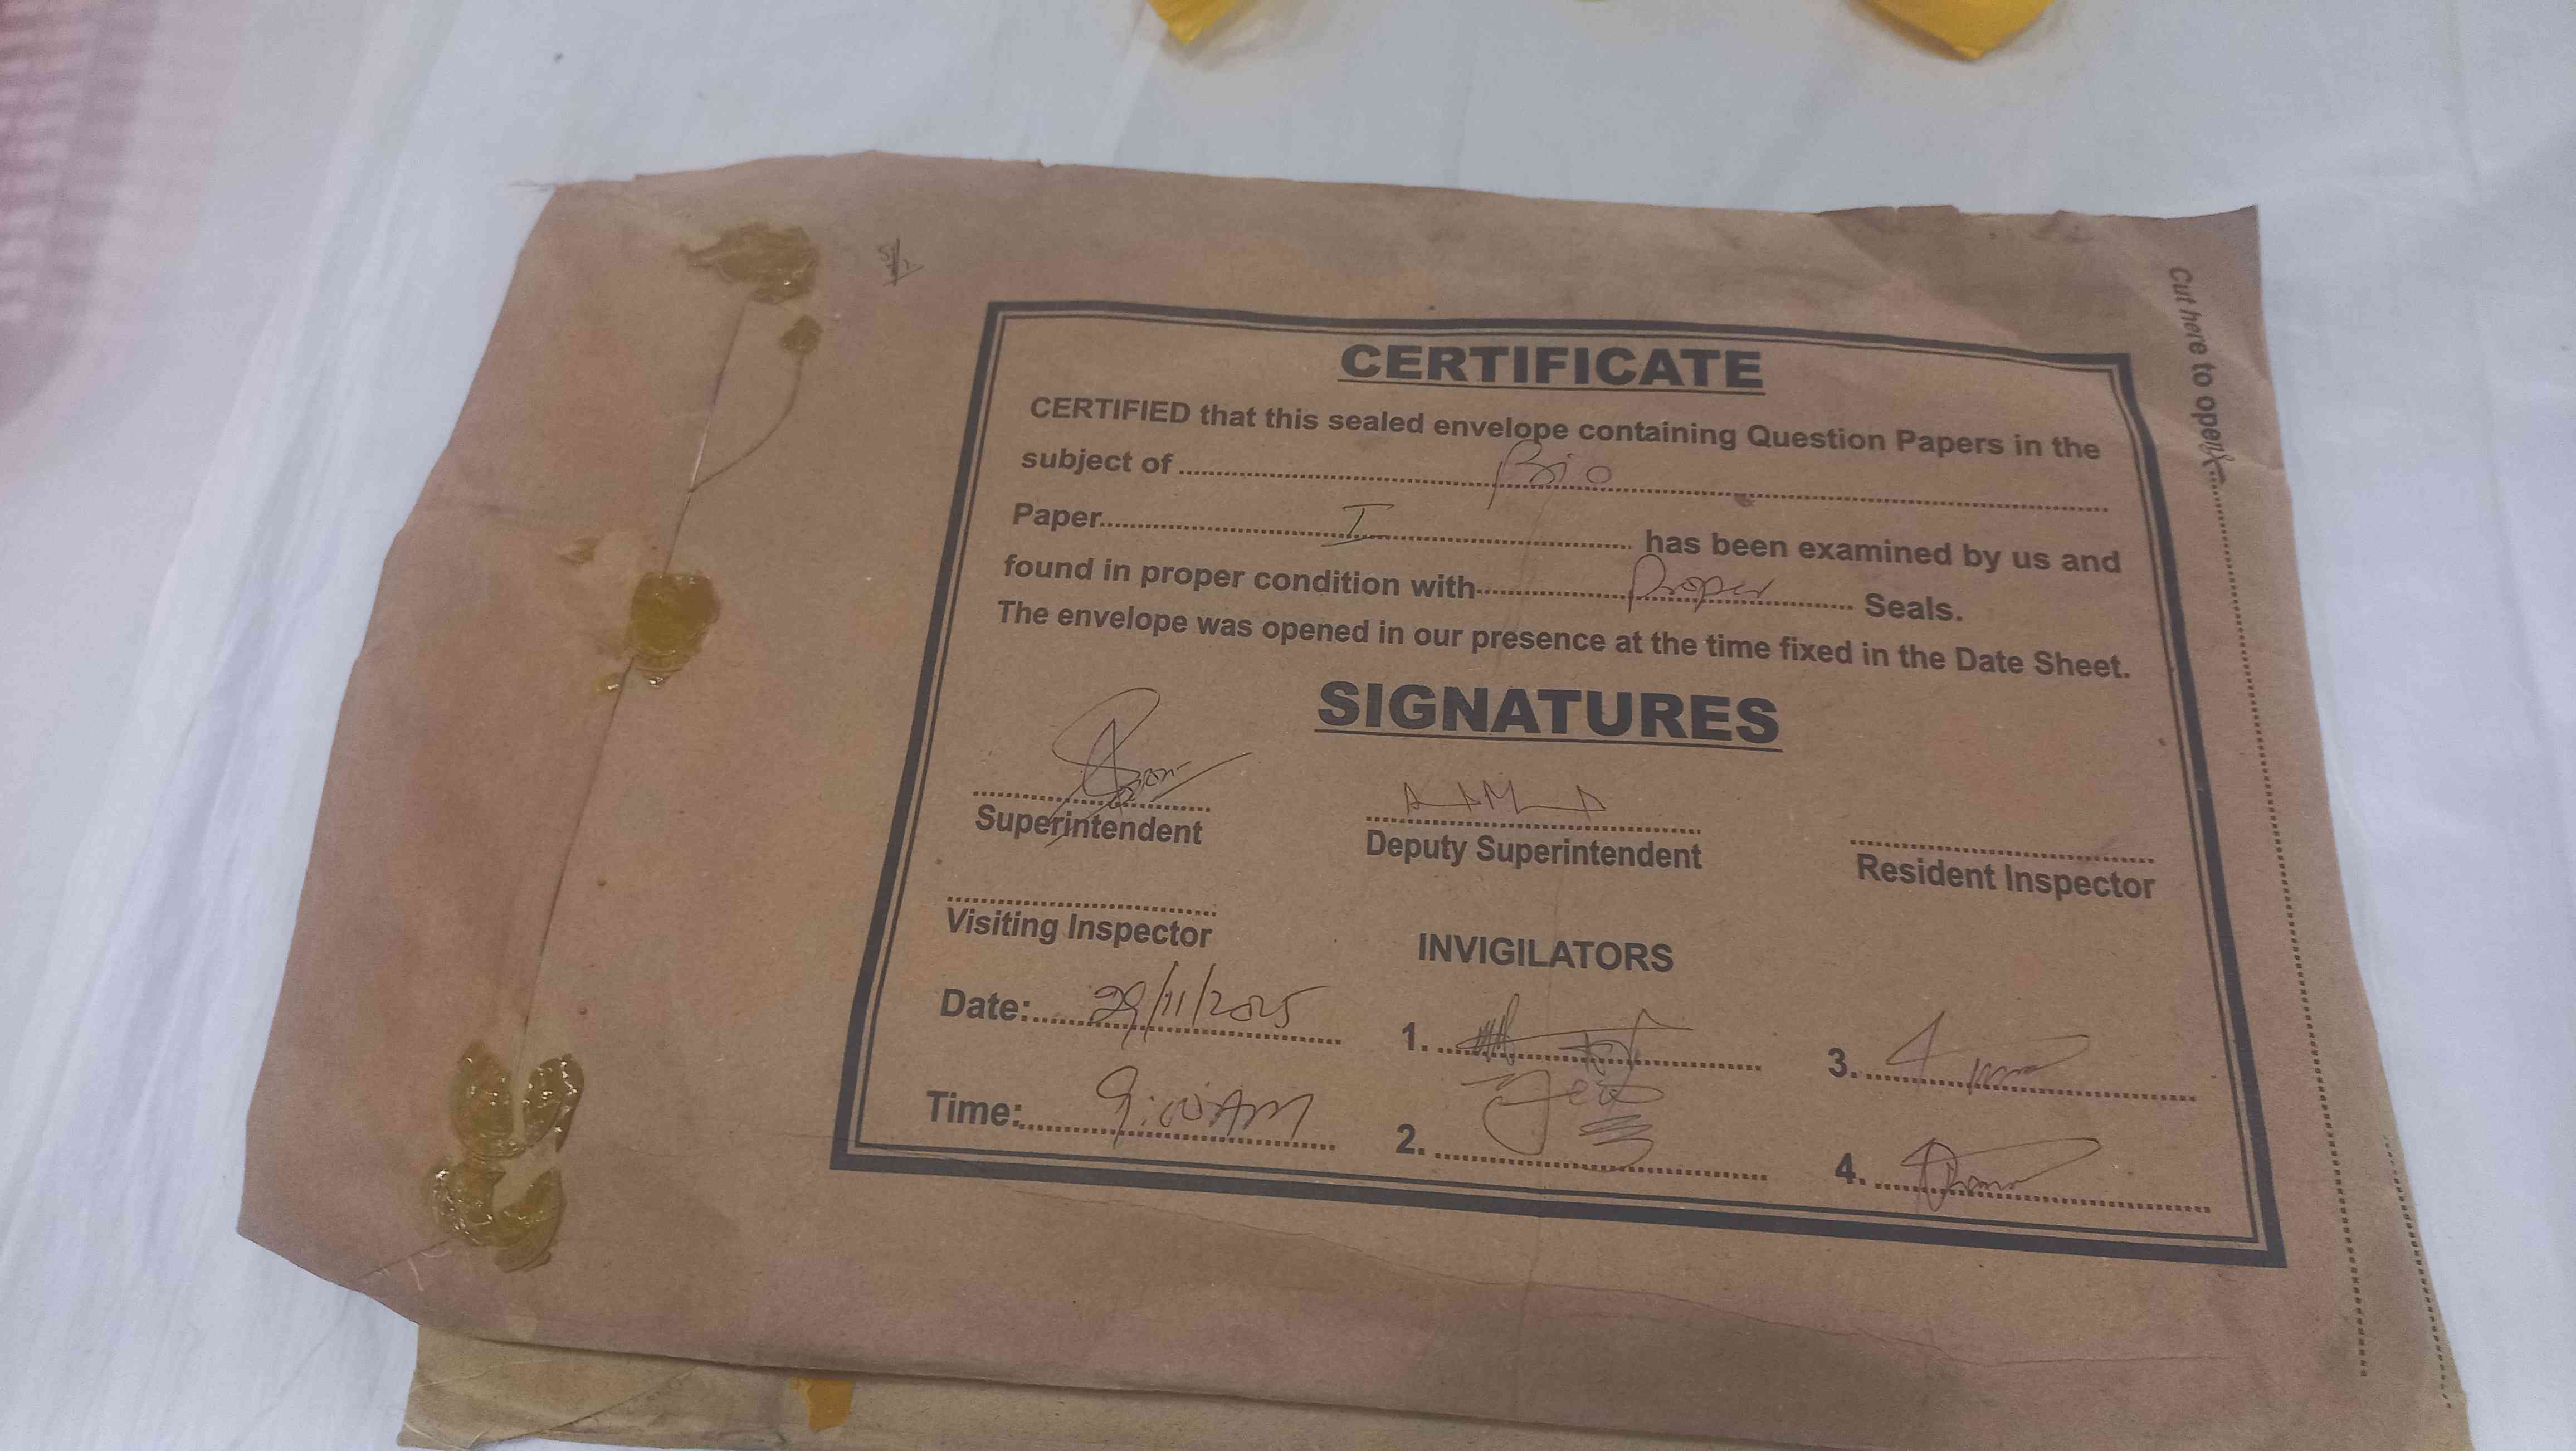 Cut here to open
CERTIFICATE
CERTIFIED that this sealed envelope containing Question Papers in the
subject of Bio
Paper I has been examined by us and
found in proper condition with Proper Seals.
The envelope was opened in our presence at the time fixed in the Date Sheet.
SIGNATURES
Superintendent
Deputy Superintendent
Resident Inspector
Visiting Inspector
INVIGILATORS
Date: 29/11/2025
1.
3.
Time: 9:00 AM
2.
4.